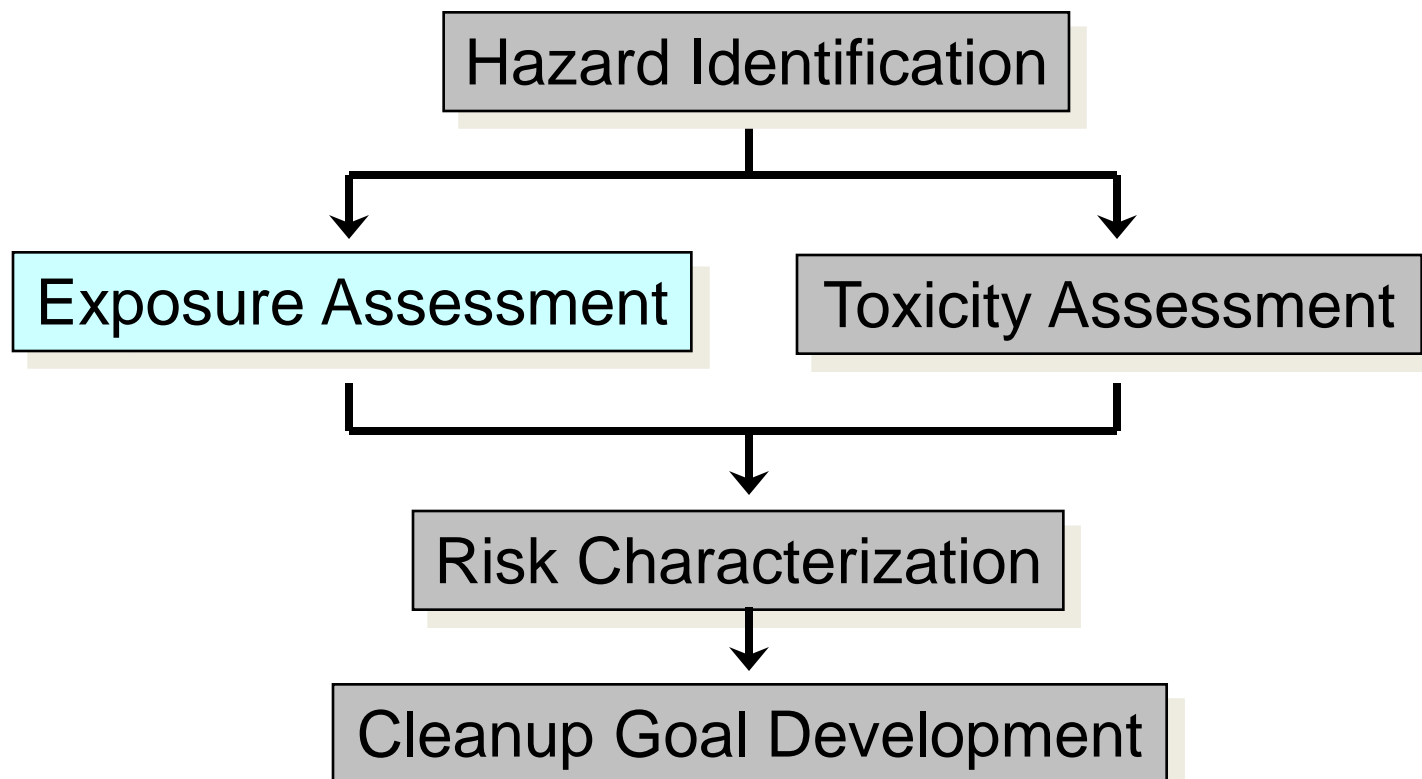 Hazard Identification
Exposure Assessment
Toxicity Assessment
Risk Characterization
Cleanup Goal Development